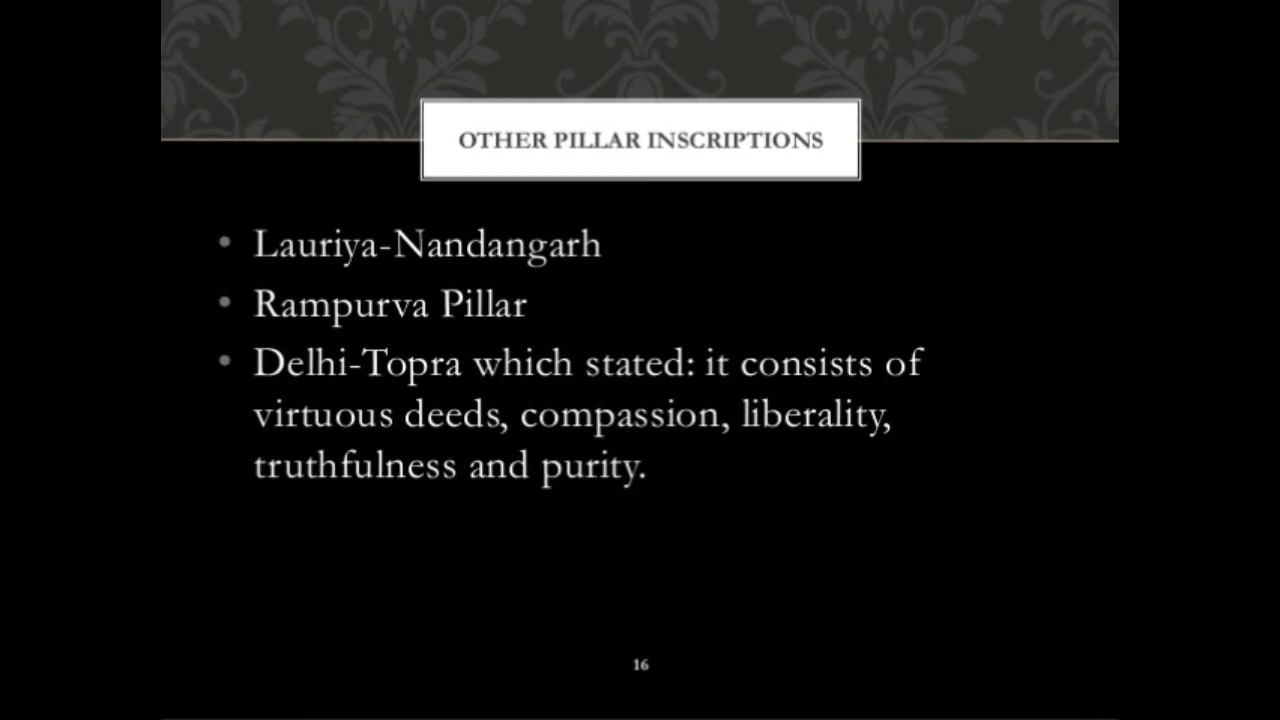 OTHER PILLAR INSCRIPTIONS
• Lauriya-Nandangarh
• Rampurva Pillar
• Delhi-Topra which stated: it consists of
virtuous deeds, compassion, liberality,
truthfulness and purity.
16